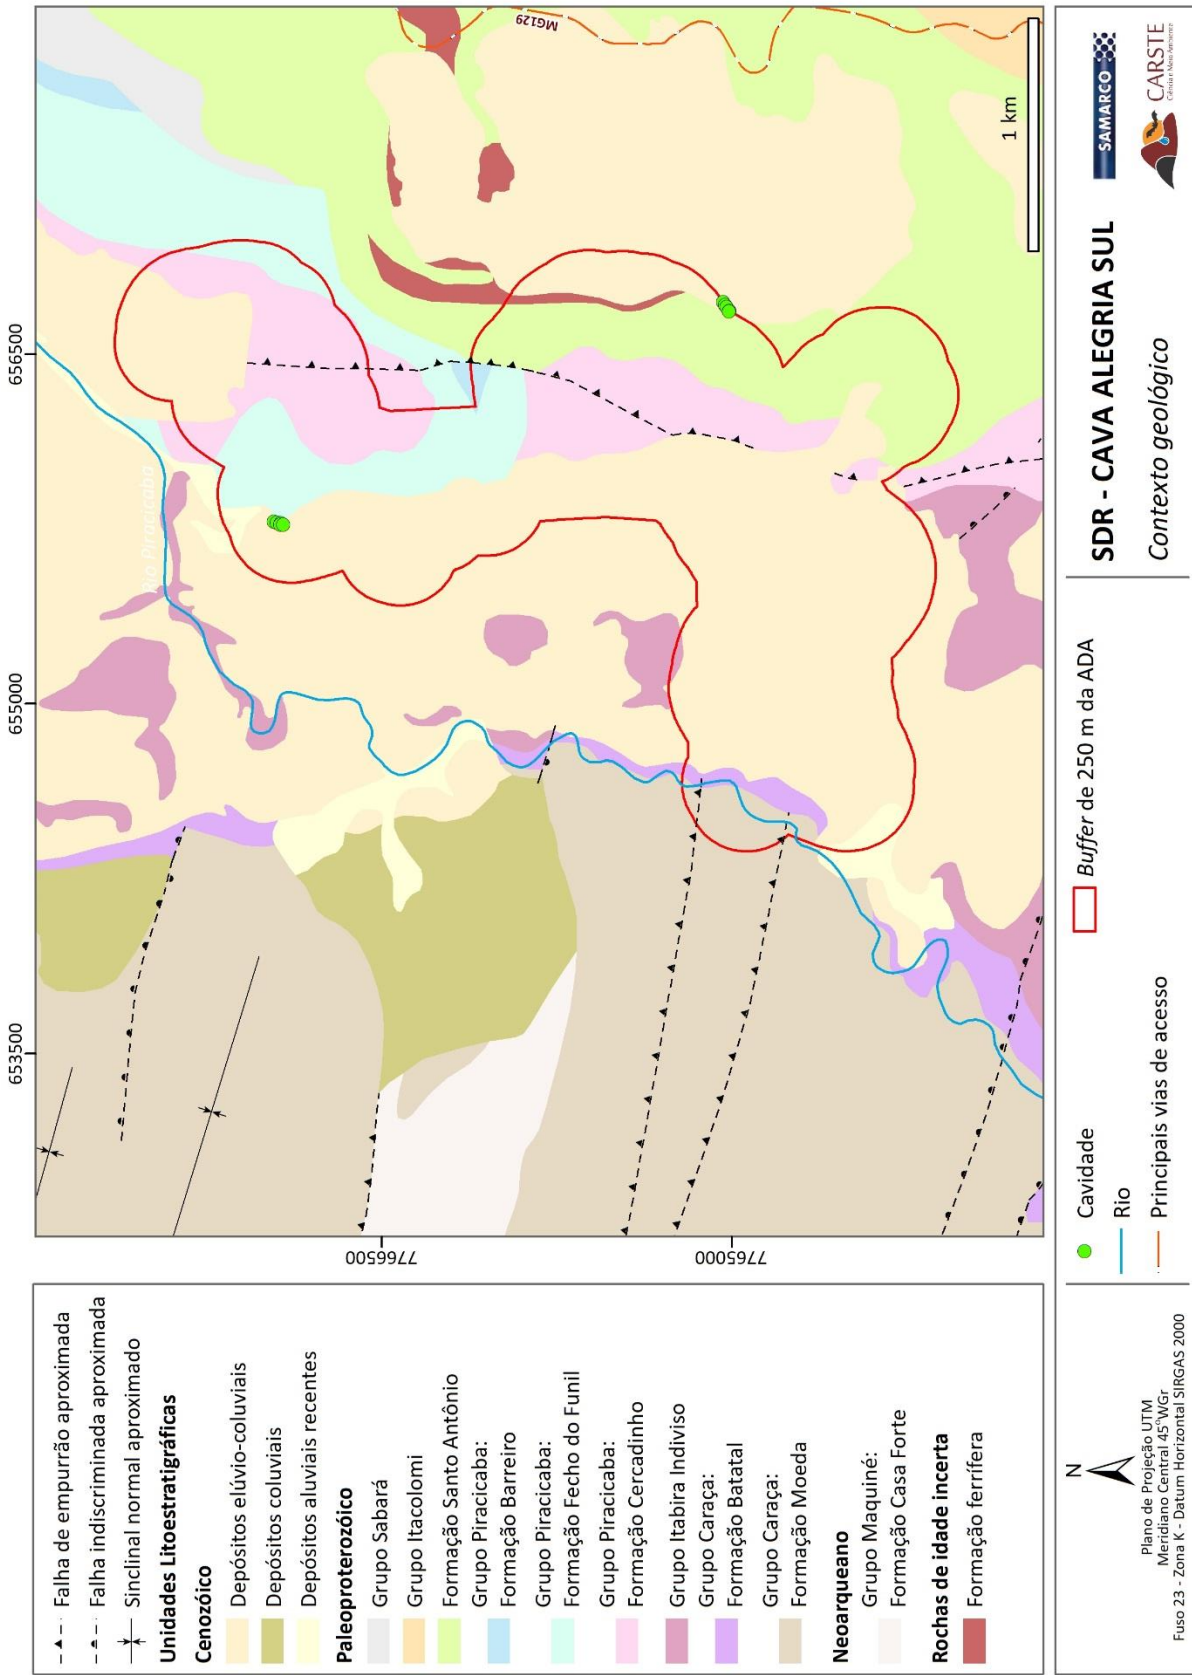 656500
655000
653500
7766500
7765000
Rio Piracicaba
MG129
1 km
Falha de empurrão aproximada
Falha indiscriminada aproximada
Sinclinal normal aproximado
Unidades Litoestratigráficas
Cenozóico
Depósitos elúvio-coluviais
Depósitos coluviais
Depósitos aluviais recentes
Paleoproterozóico
Grupo Sabará
Grupo Itacolomi
Formação Santo Antônio
Grupo Piracicaba:
Formação Barreiro
Grupo Piracicaba:
Formação Fecho do Funil
Grupo Piracicaba:
Formação Cercadinho
Grupo Itabira Indiviso
Grupo Caraça:
Formação Batatal
Grupo Caraça:
Formação Moeda
Neoarqueano
Grupo Maquiné:
Formação Casa Forte
Rochas de idade incerta
Formação ferrífera
N
Plano de Projeção UTM
Meridiano Central 45°WGr
Fuso 23 - Zona K - Datum Horizontal SIRGAS 2000
Cavidade
Rio
Principais vias de acesso
Buffer de 250 m da ADA
SDR - CAVA ALEGRIA SUL
Contexto geológico
SAMARCO
CARSTE
Ciência e Meio Ambiente